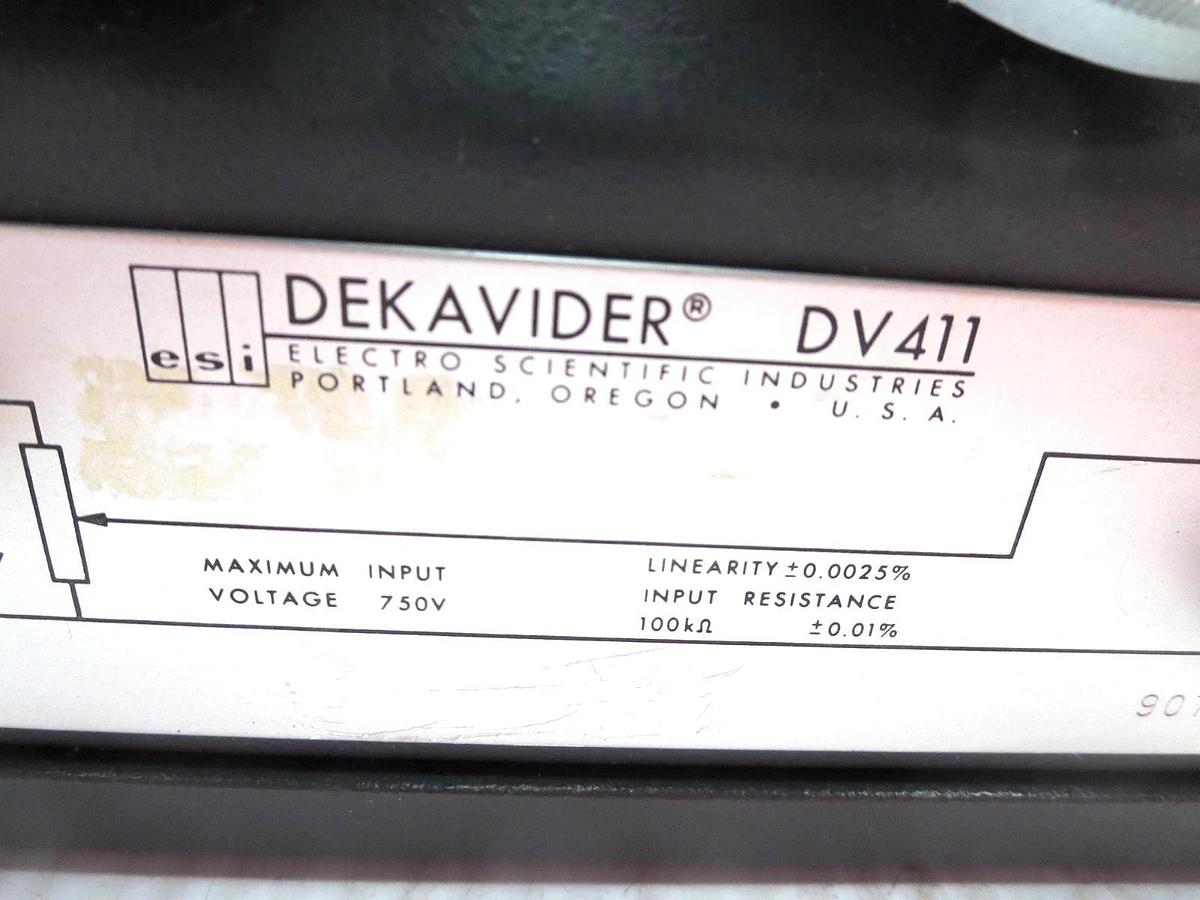 esi
DEKAVIDER® DV411
ELECTRO SCIENTIFIC INDUSTRIES
PORTLAND, OREGON • U. S. A.
MAXIMUM INPUT
VOLTAGE 750V
LINEARITY ±0.0025%
INPUT RESISTANCE
100kΩ ±0.01%